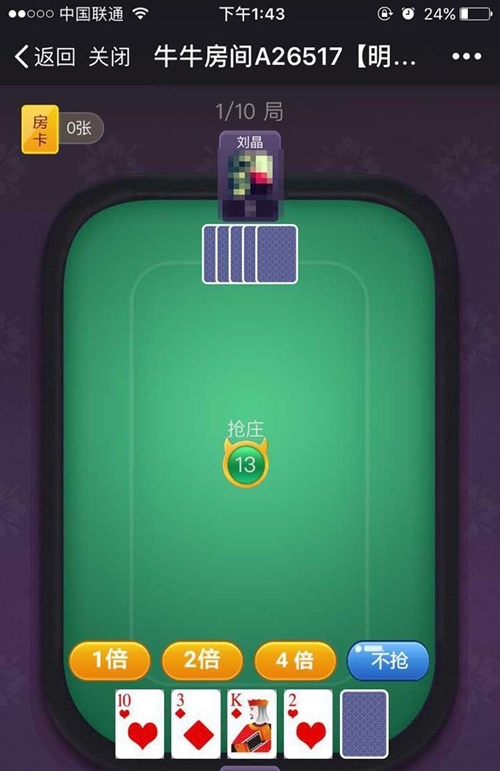 中国联通 下午1:43 24%
返回 关闭 牛牛房间A26517【明...
1/10 局
房卡 0张
刘晶
抢庄
13
1倍 2倍 4倍 不抢
10 3 K 2